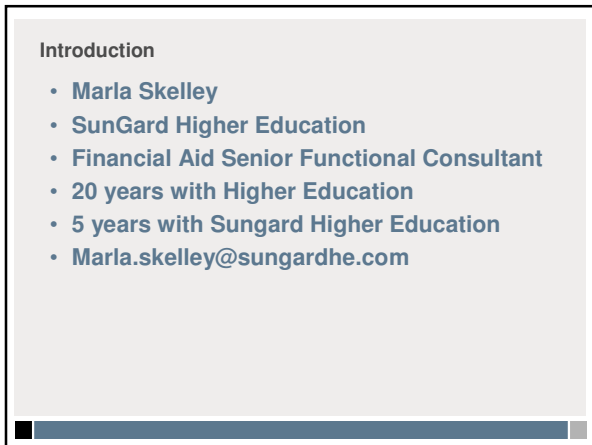 Introduction
• Marla Skelley
• SunGard Higher Education
• Financial Aid Senior Functional Consultant
• 20 years with Higher Education
• 5 years with Sungard Higher Education
• Marla.skelley@sungardhe.com